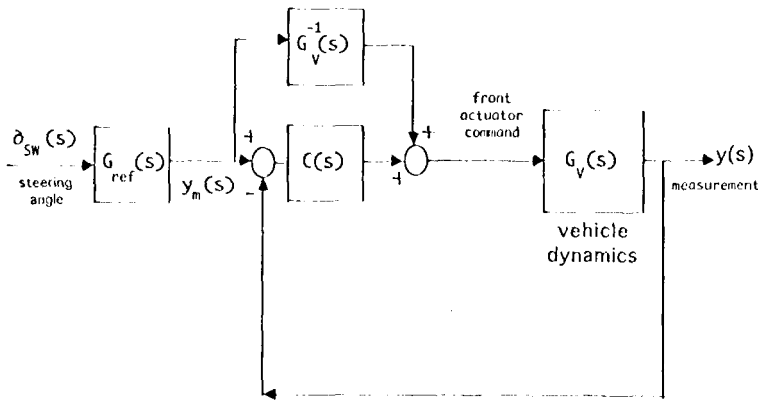 G_V^{-1}(s)
∂_SW(s)
steering
angle
G_ref(s)
y_m(s)
+
-
C(s)
+
+
front
actuator
command
G_V(s)
vehicle
dynamics
y(s)
measurement